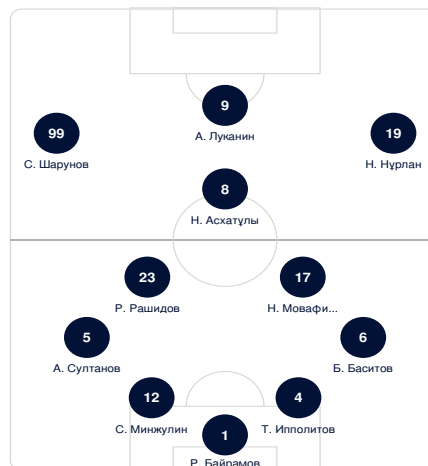 9
А. Луканин
99
С. Шарунов
19
Н. Нұрлан
8
Н. Асхатұлы
23
Р. Рашидов
17
Н. Мовафи...
5
А. Султанов
6
Б. Баситов
12
С. Минжулин
4
Т. Ипполитов
1
Р. Байрамов